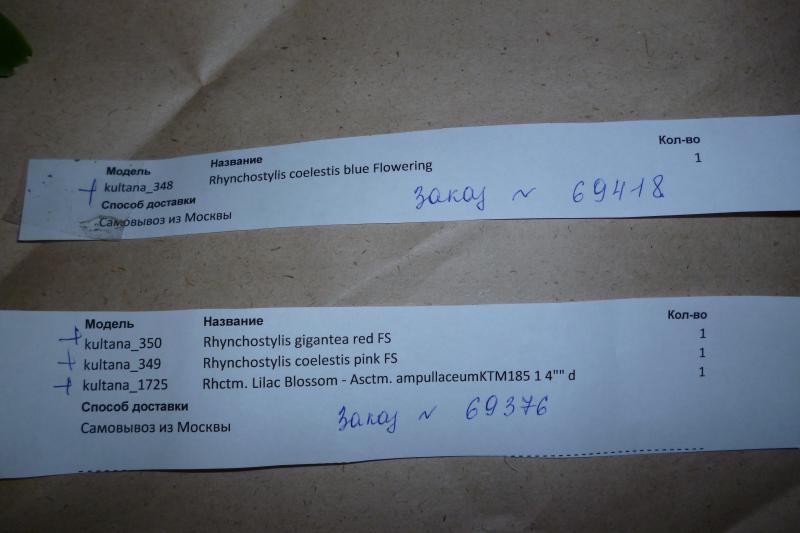 Модель Название Кол-во
kultana_348 Rhynchostylis coelestis blue Flowering 1
Способ доставки Заказ ~ 69418
Самовывоз из Москвы
Модель Название Кол-во
kultana_350 Rhynchostylis gigantea red FS 1
kultana_349 Rhynchostylis coelestis pink FS 1
kultana_1725 Rhctm. Lilac Blossom - Asctm. ampullaceumKTM185 1 4"" d 1
Способ доставки Заказ ~ 69376
Самовывоз из Москвы